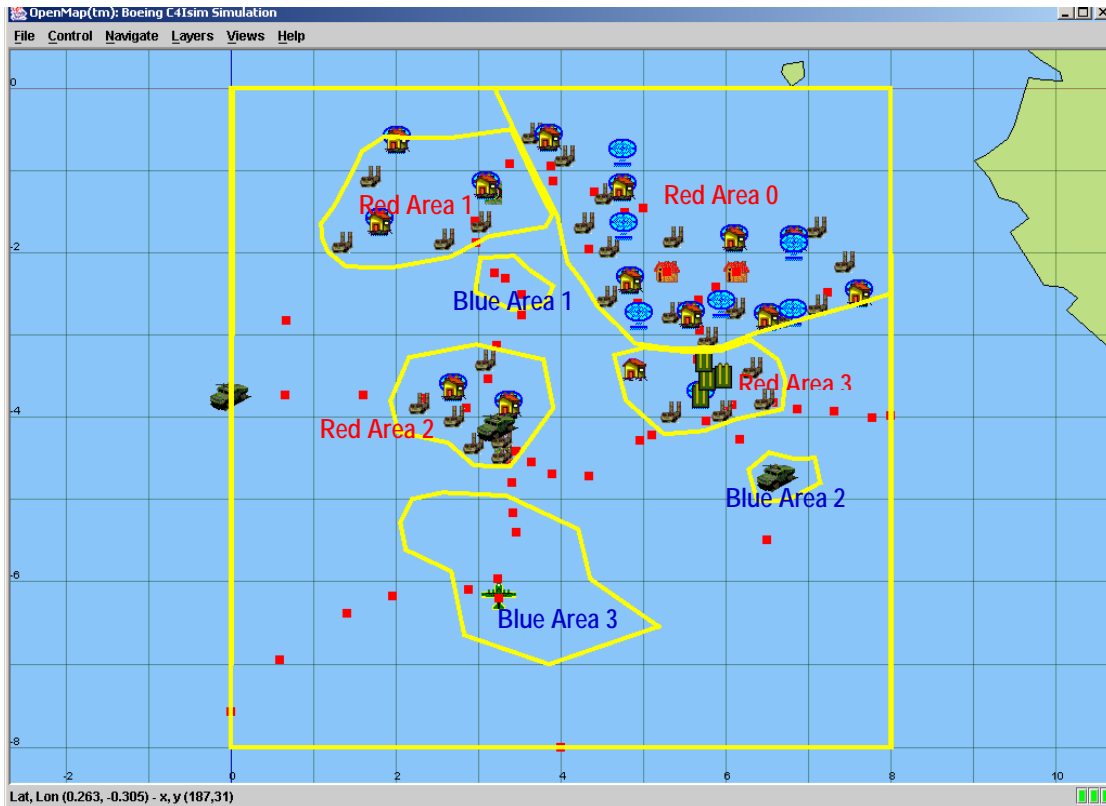 OpenMap(tm): Boeing C4Isim Simulation
File Control Navigate Layers Views Help
0
Red Area 1
Red Area 0
-2
Blue Area 1
Red Area 3
-4
Red Area 2
Blue Area 2
-6
Blue Area 3
-8
-2 0 2 4 6 8 10
Lat, Lon (0.263, -0.305) - x, y (187,31)